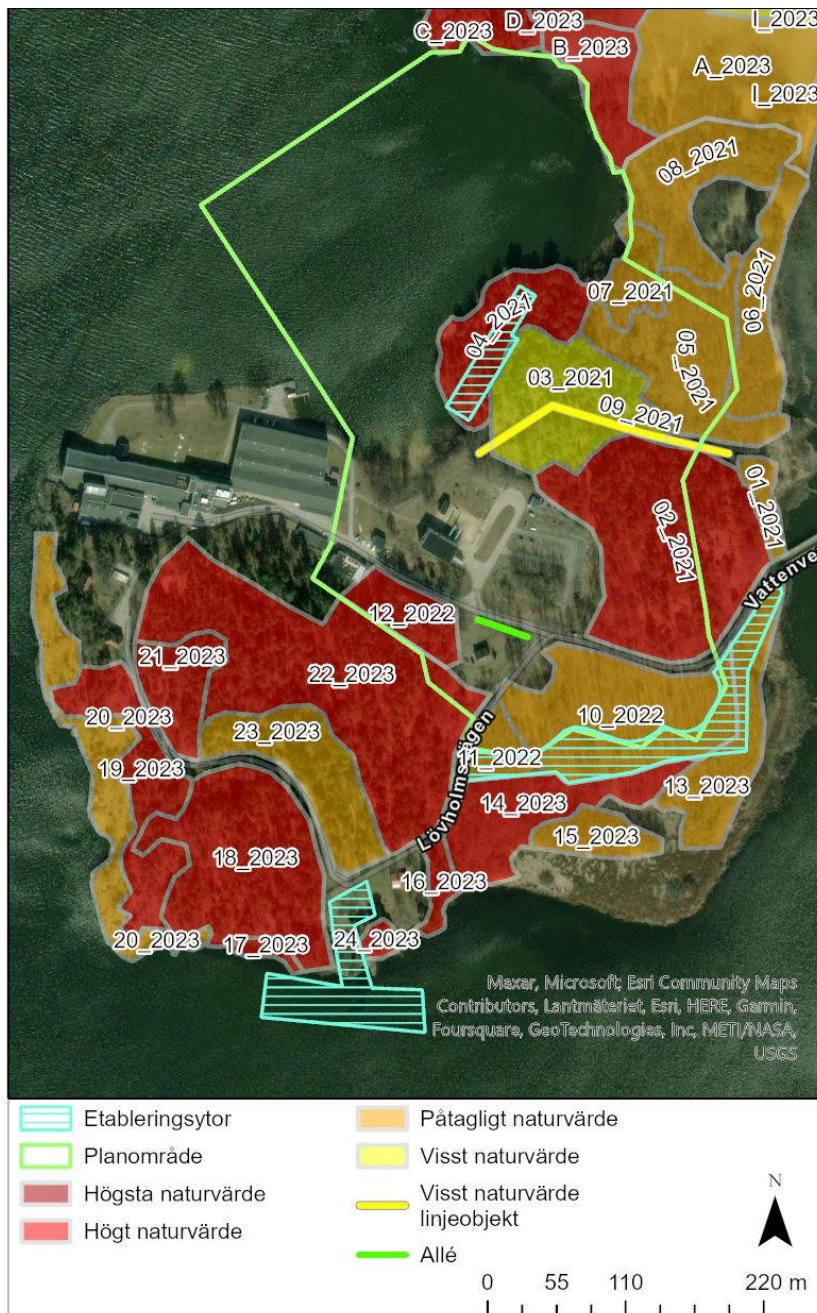 C_2023
D_2023
B_2023
I_2023
A_2023
I_2023
08_2021
06_2021
07_2021
04_2021
05_2021
03_2021
09_2021
01_2021
02_2021
Vattenve
12_2022
21_2023
22_2023
20_2023
23_2023
10_2022
11_2022
19_2023
Lövholmsvägen
13_2023
14_2023
15_2023
18_2023
16_2023
20_2023
17_2023
24_2023
Maxar, Microsoft, Esri Community Maps
Contributors, Lantmäteriet, Esri, HERE, Garmin,
Foursquare, GeoTechnologies, Inc, METI/NASA,
USGS
Etableringsytor
Planområde
Högsta naturvärde
Högt naturvärde
Påtagligt naturvärde
Visst naturvärde
Visst naturvärde
linjeobjekt
Allé
N
0 55 110 220 m